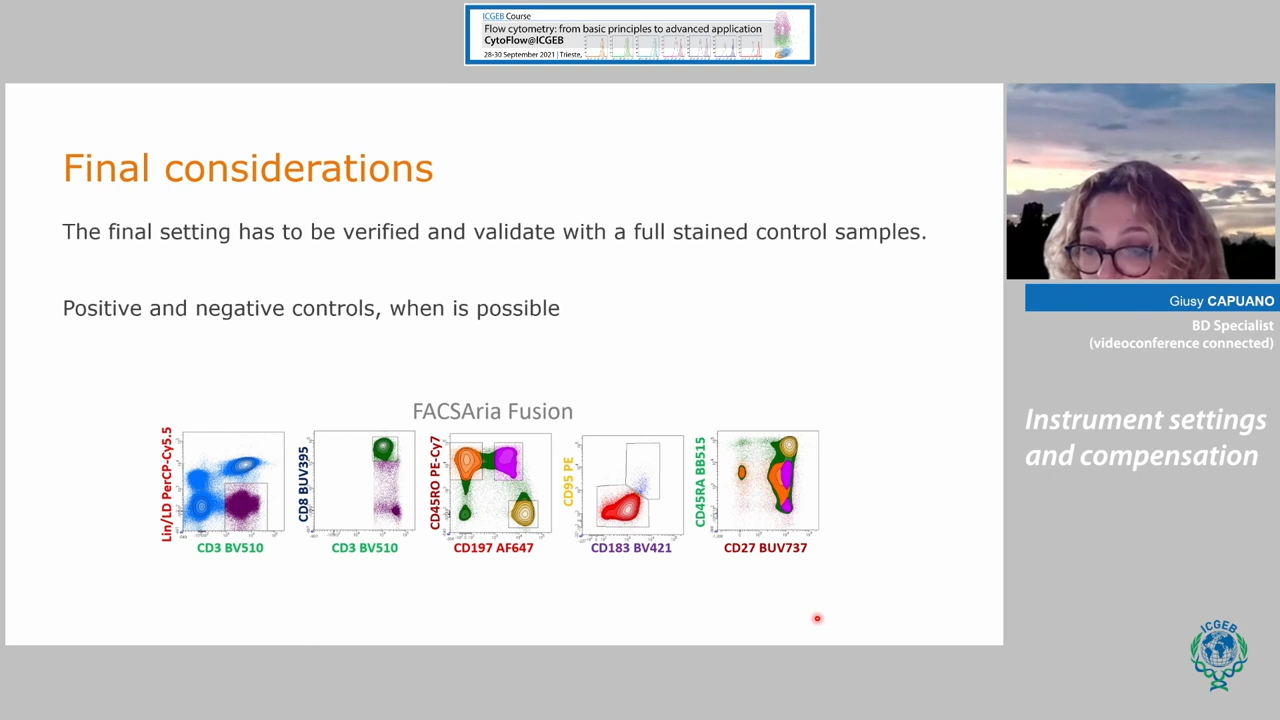 ICGEB Course
Flow cytometry: from basic principles to advanced application
CytoFlow@ICGEB
28-30 September 2021 | Trieste,
Final considerations
The final setting has to be verified and validate with a full stained control samples.
Positive and negative controls, when is possible
FACSAria Fusion
Lin/LD PerCP-Cy5.5
CD3 BV510
CD8 BUV395
CD3 BV510
CD45RO PE-Cy7
CD197 AF647
CD95 PE
CD183 BV421
CD45RA BB515
CD27 BUV737
Giusy CAPUANO
BD Specialist
(videoconference connected)
Instrument settings
and compensation
ICGEB